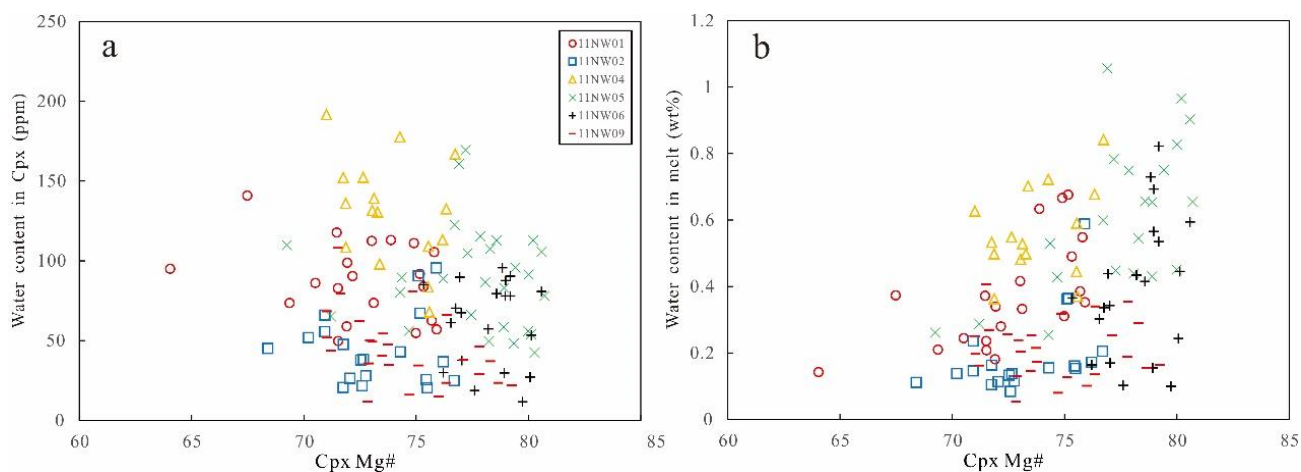 a
250
200
150
100
50
0
60
65
70
75
80
85
Water content in Cpx (ppm)
Cpx Mg#
11NW01
11NW02
11NW04
11NW05
11NW06
11NW09
b
1.2
1
0.8
0.6
0.4
0.2
0
60
65
70
75
80
85
Water content in melt (wt%)
Cpx Mg#